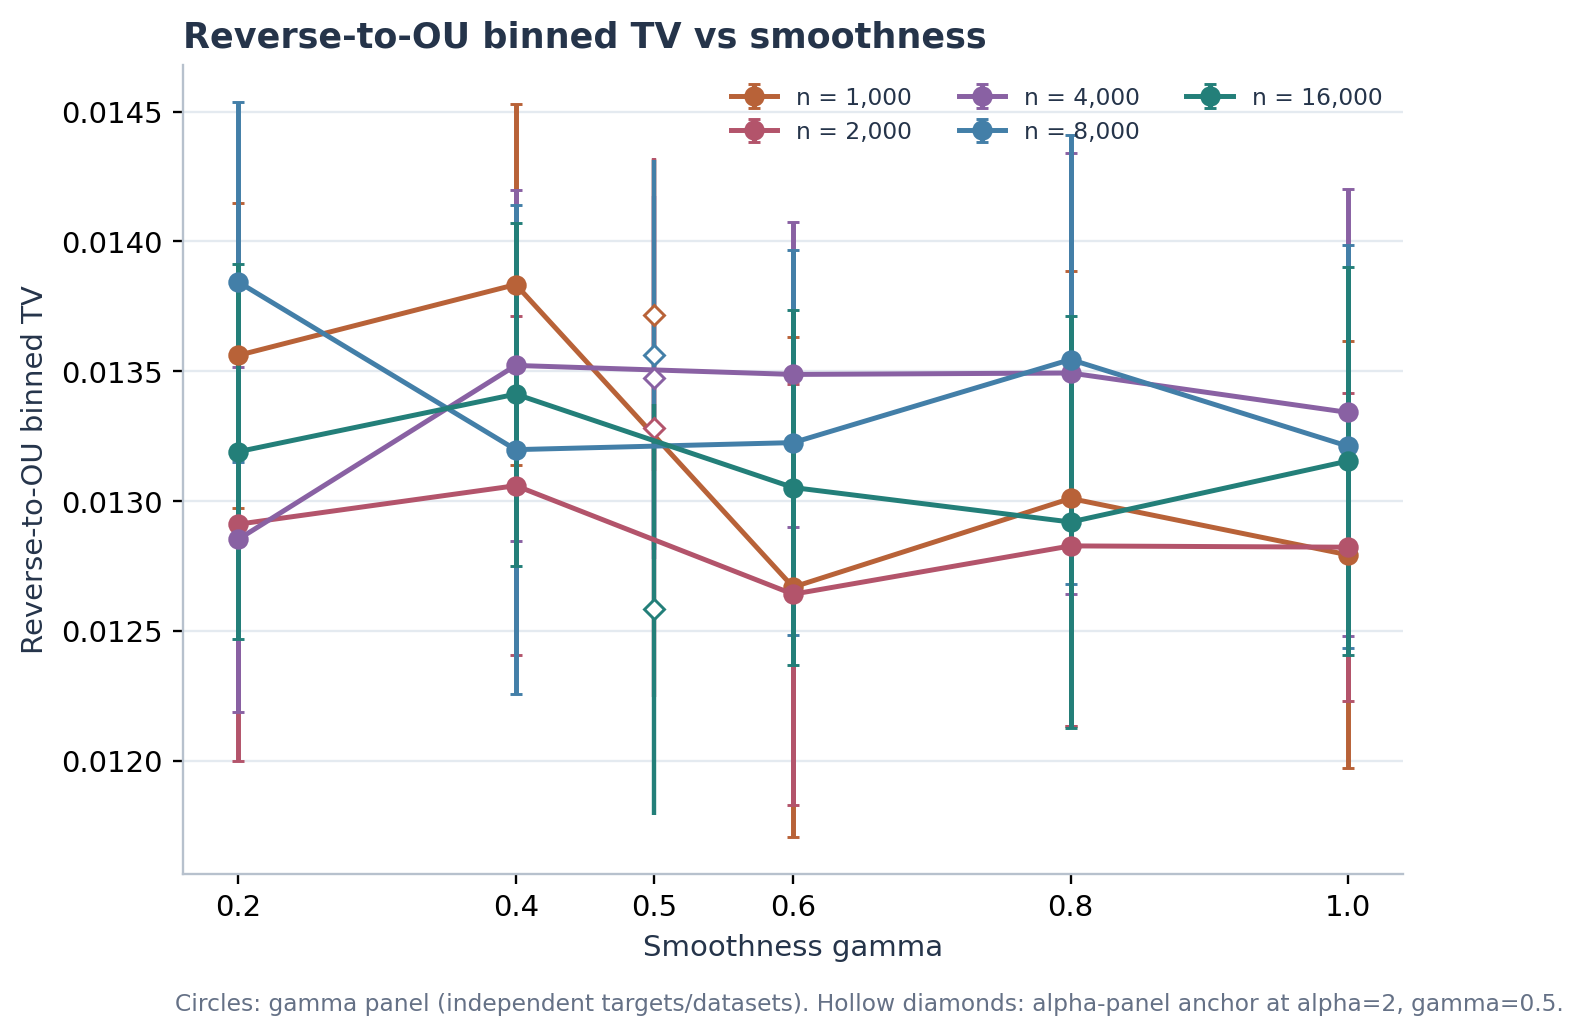 Reverse-to-OU binned TV vs smoothness
n = 1,000
n = 2,000
n = 4,000
n = 8,000
n = 16,000
Reverse-to-OU binned TV
0.0145
0.0140
0.0135
0.0130
0.0125
0.0120
0.2
0.4
0.5
0.6
0.8
1.0
Smoothness gamma
Circles: gamma panel (independent targets/datasets). Hollow diamonds: alpha-panel anchor at alpha=2, gamma=0.5.